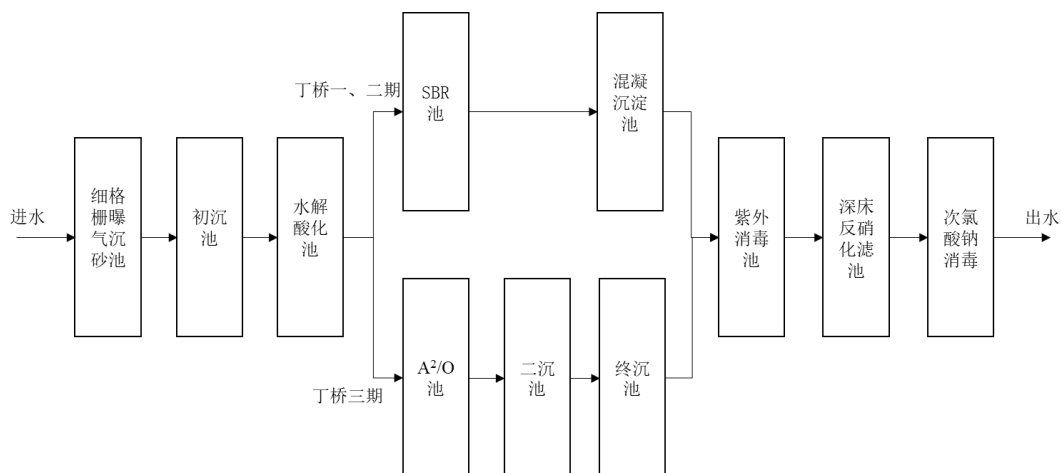 进水
细格
栅曝
气沉
砂池
初沉
池
水解
酸化
池
丁桥一、二期
SBR
池
混凝
沉淀
池
丁桥三期
A²/O
池
二沉
池
终沉
池
紫外
消毒
池
深床
反硝
化滤
池
次氯
酸钠
消毒
出水